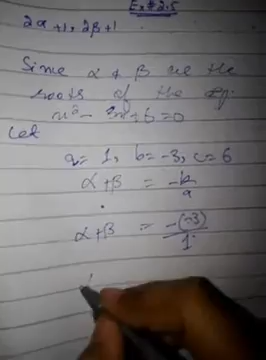 Ex # 2.5
2α+1, 2β+1
Since α & β are the
roots of the eq:
x² - 3x + 6 = 0
Let
a = 1, b = -3, c = 6
α+β = -b/a
α+β = -(-3)/1